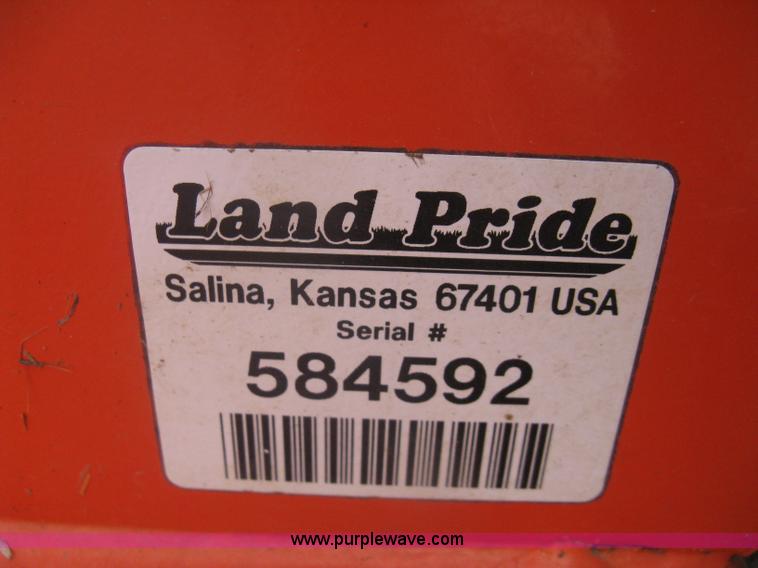 Land Pride
Salina, Kansas 67401 USA
Serial #
584592
www.purplewave.com